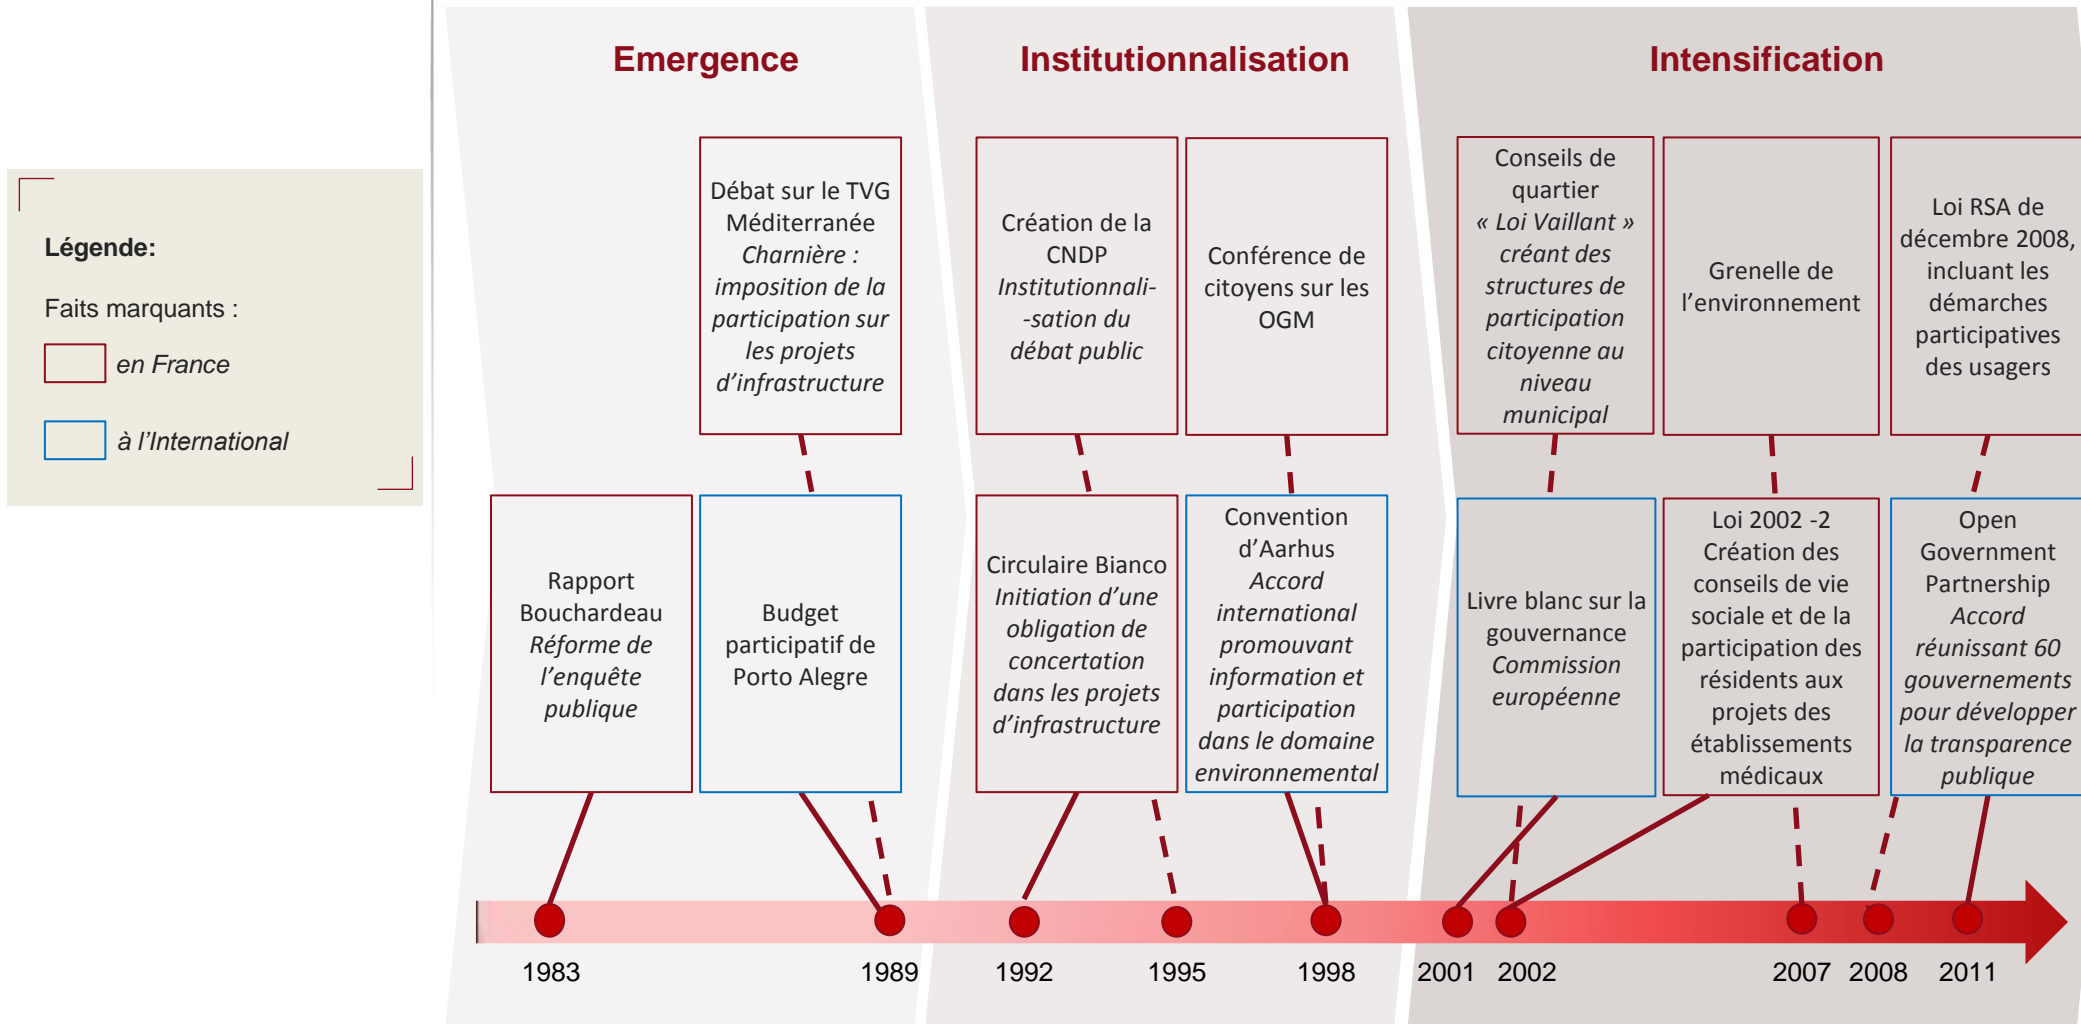 Emergence
Institutionnalisation
Intensification
Légende:
Faits marquants :
en France
à l’International
Débat sur le TVG
Méditerranée
Charnière :
imposition de la
participation sur
les projets
d’infrastructure
Création de la
CNDP
Institutionnali-
-sation du
débat public
Conférence de
citoyens sur les
OGM
Conseils de
quartier
« Loi Vaillant »
créant des
structures de
participation
citoyenne au
niveau
municipal
Grenelle de
l’environnement
Loi RSA de
décembre 2008,
incluant les
démarches
participatives
des usagers
Rapport
Bouchardeau
Réforme de
l’enquête
publique
Budget
participatif de
Porto Alegre
Circulaire Bianco
Initiation d’une
obligation de
concertation
dans les projets
d’infrastructure
Convention
d’Aarhus
Accord
international
promouvant
information et
participation
dans le domaine
environnemental
Livre blanc sur la
gouvernance
Commission
européenne
Loi 2002 -2
Création des
conseils de vie
sociale et de la
participation des
résidents aux
projets des
établissements
médicaux
Open
Government
Partnership
Accord
réunissant 60
gouvernements
pour développer
la transparence
publique
1983
1989
1992
1995
1998
2001
2002
2007
2008
2011